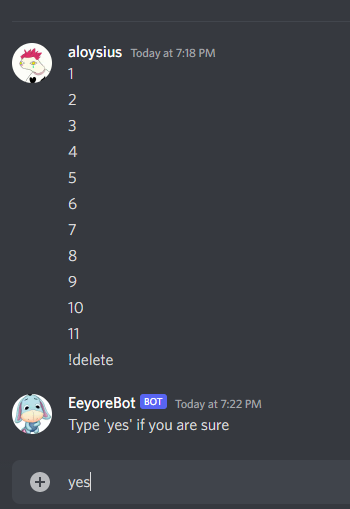 aloysius Today at 7:18 PM
1
2
3
4
5
6
7
8
9
10
11
!delete
EeyoreBot BOT Today at 7:22 PM
Type 'yes' if you are sure
yes